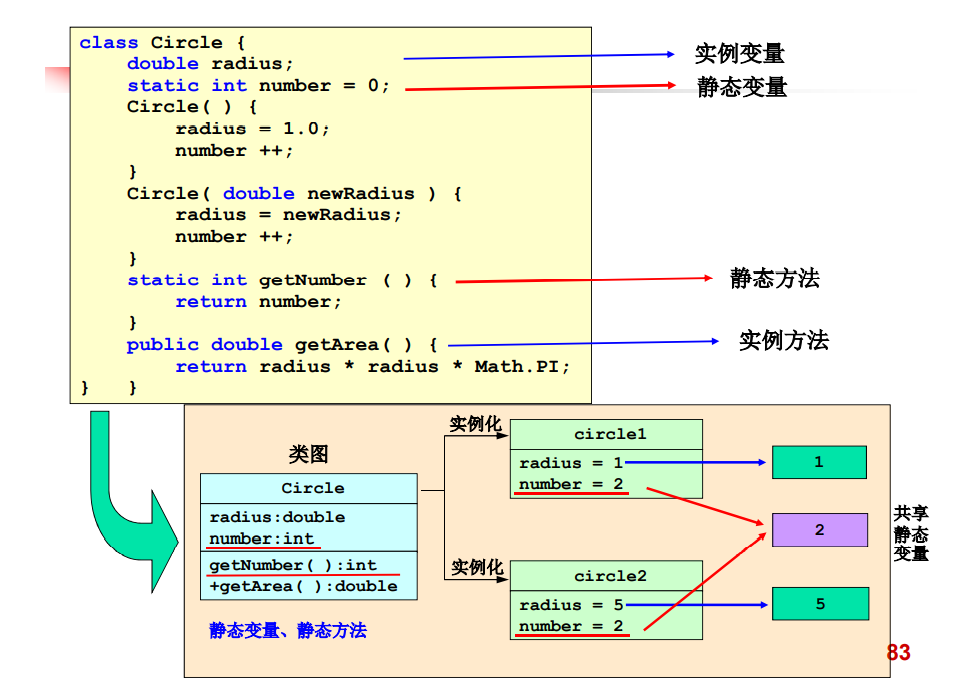 class Circle {
double radius;
实例变量
static int number = 0;
静态变量
Circle( ) {
radius = 1.0;
number ++;
}
Circle( double newRadius ) {
radius = newRadius;
number ++;
}
static int getNumber ( ) {
静态方法
return number;
}
public double getArea( ) {
实例方法
return radius * radius * Math.PI;
} }
类图
Circle
radius:double
number:int
getNumber( ):int
+getArea( ):double
静态变量、静态方法
实例化
circle1
radius = 1
number = 2
实例化
circle2
radius = 5
number = 2
1
2
5
共享
静态
变量
83